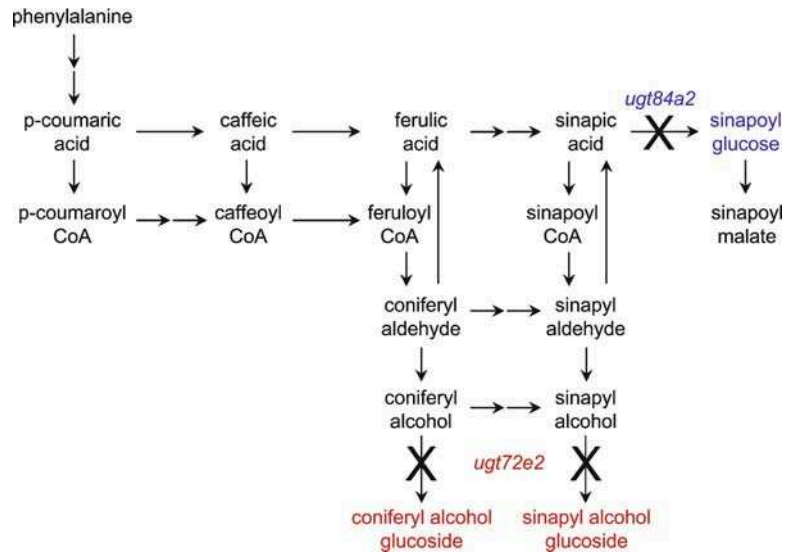 phenylalanine
ugt84a2
p-coumaric
acid
caffeic
acid
ferulic
acid
sinapic
acid
sinapoyl
glucose
p-coumaroyl
CoA
caffeoyl
CoA
feruloyl
CoA
sinapoyl
CoA
sinapoyl
malate
coniferyl
aldehyde
sinapyl
aldehyde
coniferyl
alcohol
sinapyl
alcohol
ugt72e2
coniferyl alcohol
glucoside
sinapyl alcohol
glucoside